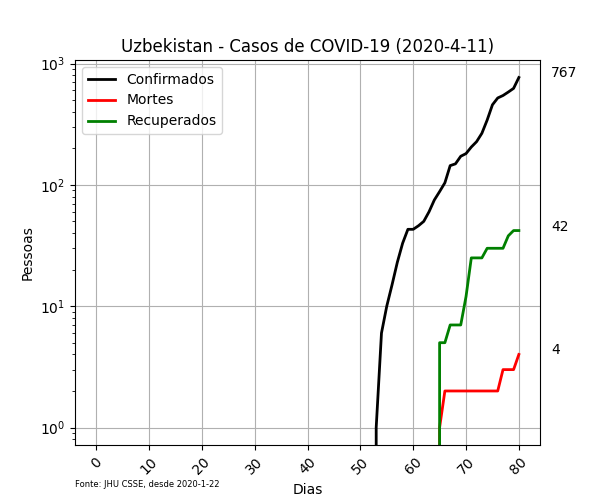 Uzbekistan - Casos de COVID-19 (2020-4-11)
Confirmados
Mortes
Recuperados
10³
10²
10¹
10⁰
Pessoas
767
42
4
0 10 20 30 40 50 60 70 80
Dias
Fonte: JHU CSSE, desde 2020-1-22